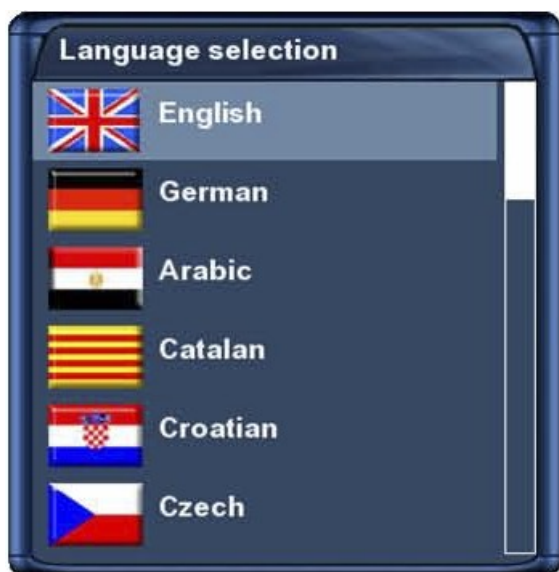 Language selection
English
German
Arabic
Catalan
Croatian
Czech